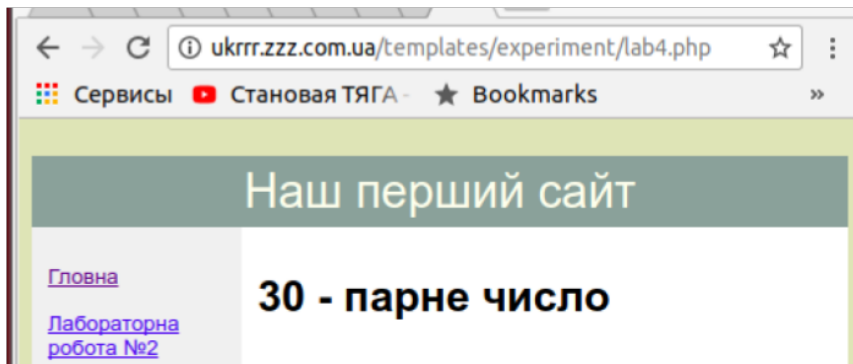 ukrrr.zzz.com.ua/templates/experiment/lab4.php
Сервисы Становая ТЯГА - Bookmarks »
Наш перший сайт
Гловна
30 - парне число
Лабораторна
робота №2